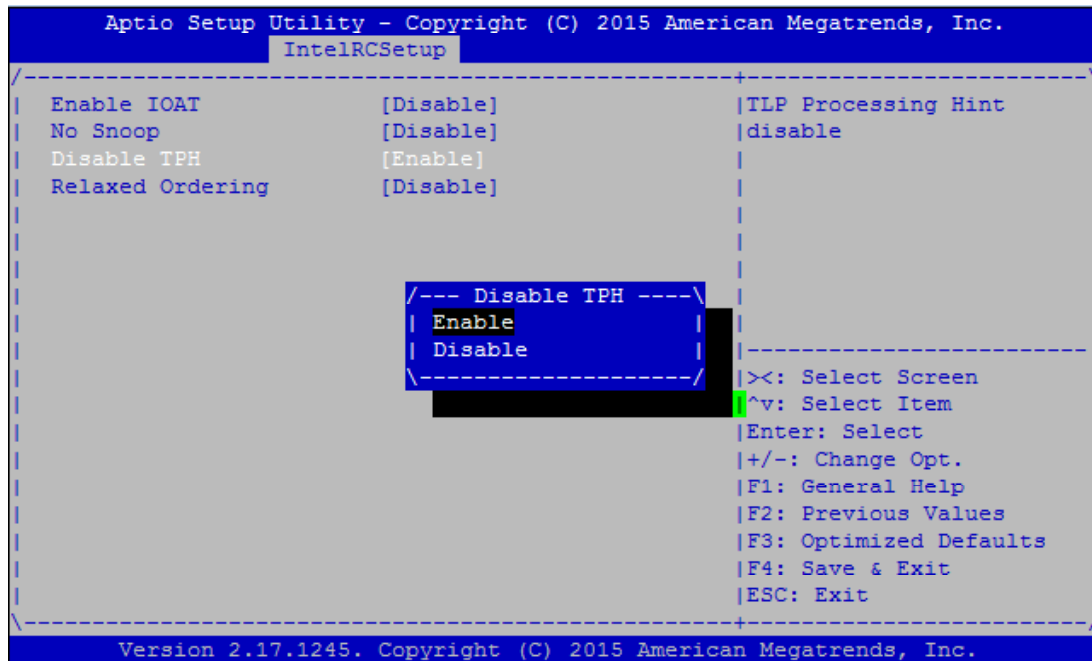 Aptio Setup Utility - Copyright (C) 2015 American Megatrends, Inc.
IntelRCSetup
/----------------------------------------------------+--------------------------\
| Enable IOAT [Disable] |TLP Processing Hint
| No Snoop [Disable] |disable
| Disable TPH [Enable] |
| Relaxed Ordering [Disable] |
/--- Disable TPH ----\
| Enable |
| Disable |
\--------------------/
|-------------------------
|><: Select Screen
|^v: Select Item
|Enter: Select
|+/-: Change Opt.
|F1: General Help
|F2: Previous Values
|F3: Optimized Defaults
|F4: Save & Exit
|ESC: Exit
\----------------------------------------------------+--------------------------/
Version 2.17.1245. Copyright (C) 2015 American Megatrends, Inc.